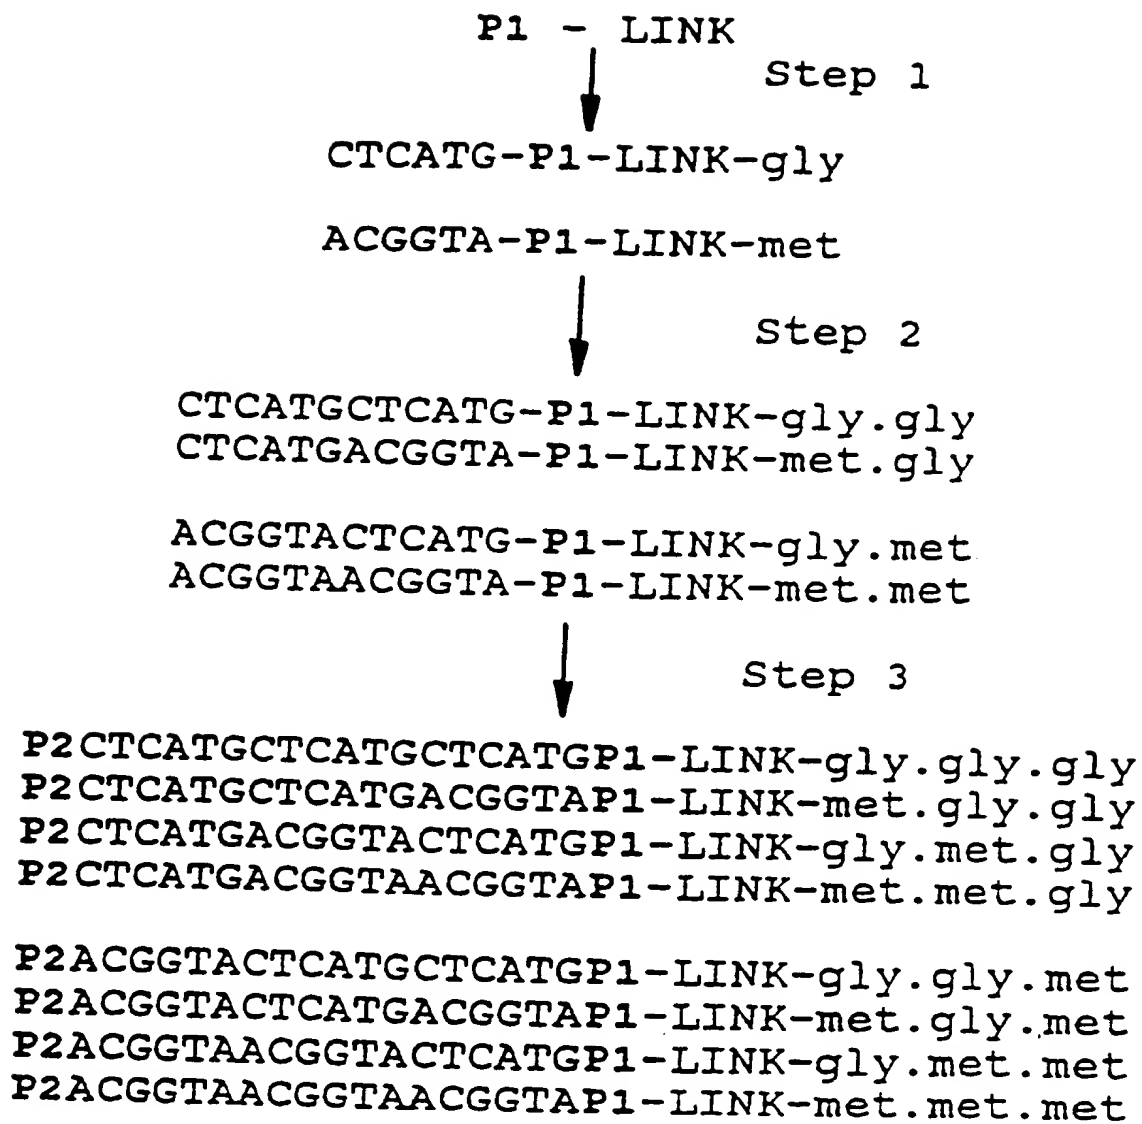 P1 - LINK
Step 1
CTCATG-P1-LINK-gly
ACGGTA-P1-LINK-met
Step 2
CTCATGCTCATG-P1-LINK-gly.gly
CTCATGACGGTA-P1-LINK-met.gly
ACGGTACTCATG-P1-LINK-gly.met
ACGGTAACGGTA-P1-LINK-met.met
Step 3
P2CTCATGCTCATGCTCATGP1-LINK-gly.gly.gly
P2CTCATGCTCATGACGGTAP1-LINK-met.gly.gly
P2CTCATGACGGTACTCATGP1-LINK-gly.met.gly
P2CTCATGACGGTAACGGTAP1-LINK-met.met.gly
P2ACGGTACTCATGCTCATGP1-LINK-gly.gly.met
P2ACGGTACTCATGACGGTAP1-LINK-met.gly.met
P2ACGGTAACGGTACTCATGP1-LINK-gly.met.met
P2ACGGTAACGGTAACGGTAP1-LINK-met.met.met